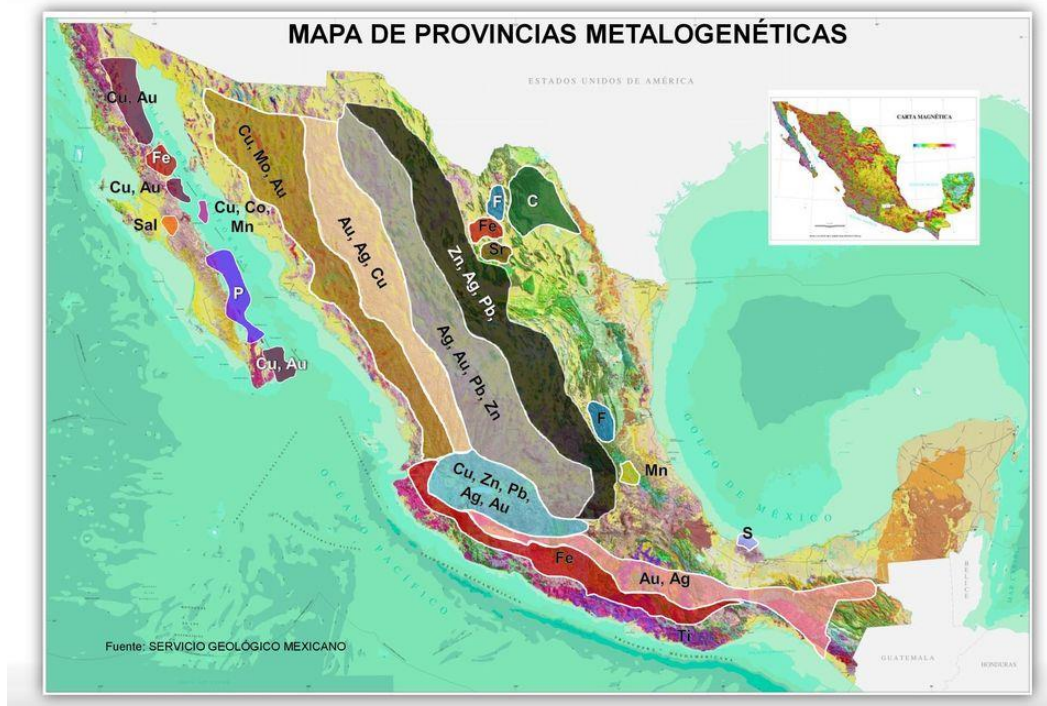 MAPA DE PROVINCIAS METALOGENÉTICAS
ESTADOS UNIDOS DE AMÉRICA
CARTA MAGNÉTICA
Cu, Au
Cu, Mo, Au
Fe
Cu, Au
Cu, Co,
Mn
Sal
P
Cu, Au
Au, Ag, Cu
Zn, Ag, Pb,
Ag, Au, Pb, Zn
F
C
Fe
Sr
F
Mn
Cu, Zn, Pb,
Ag, Au
S
Fe
Au, Ag
Ti
GOLFO DE MÉXICO
OCÉANO PACÍFICO
BELICE
GUATEMALA
HONDURAS
Fuente: SERVICIO GEOLÓGICO MEXICANO